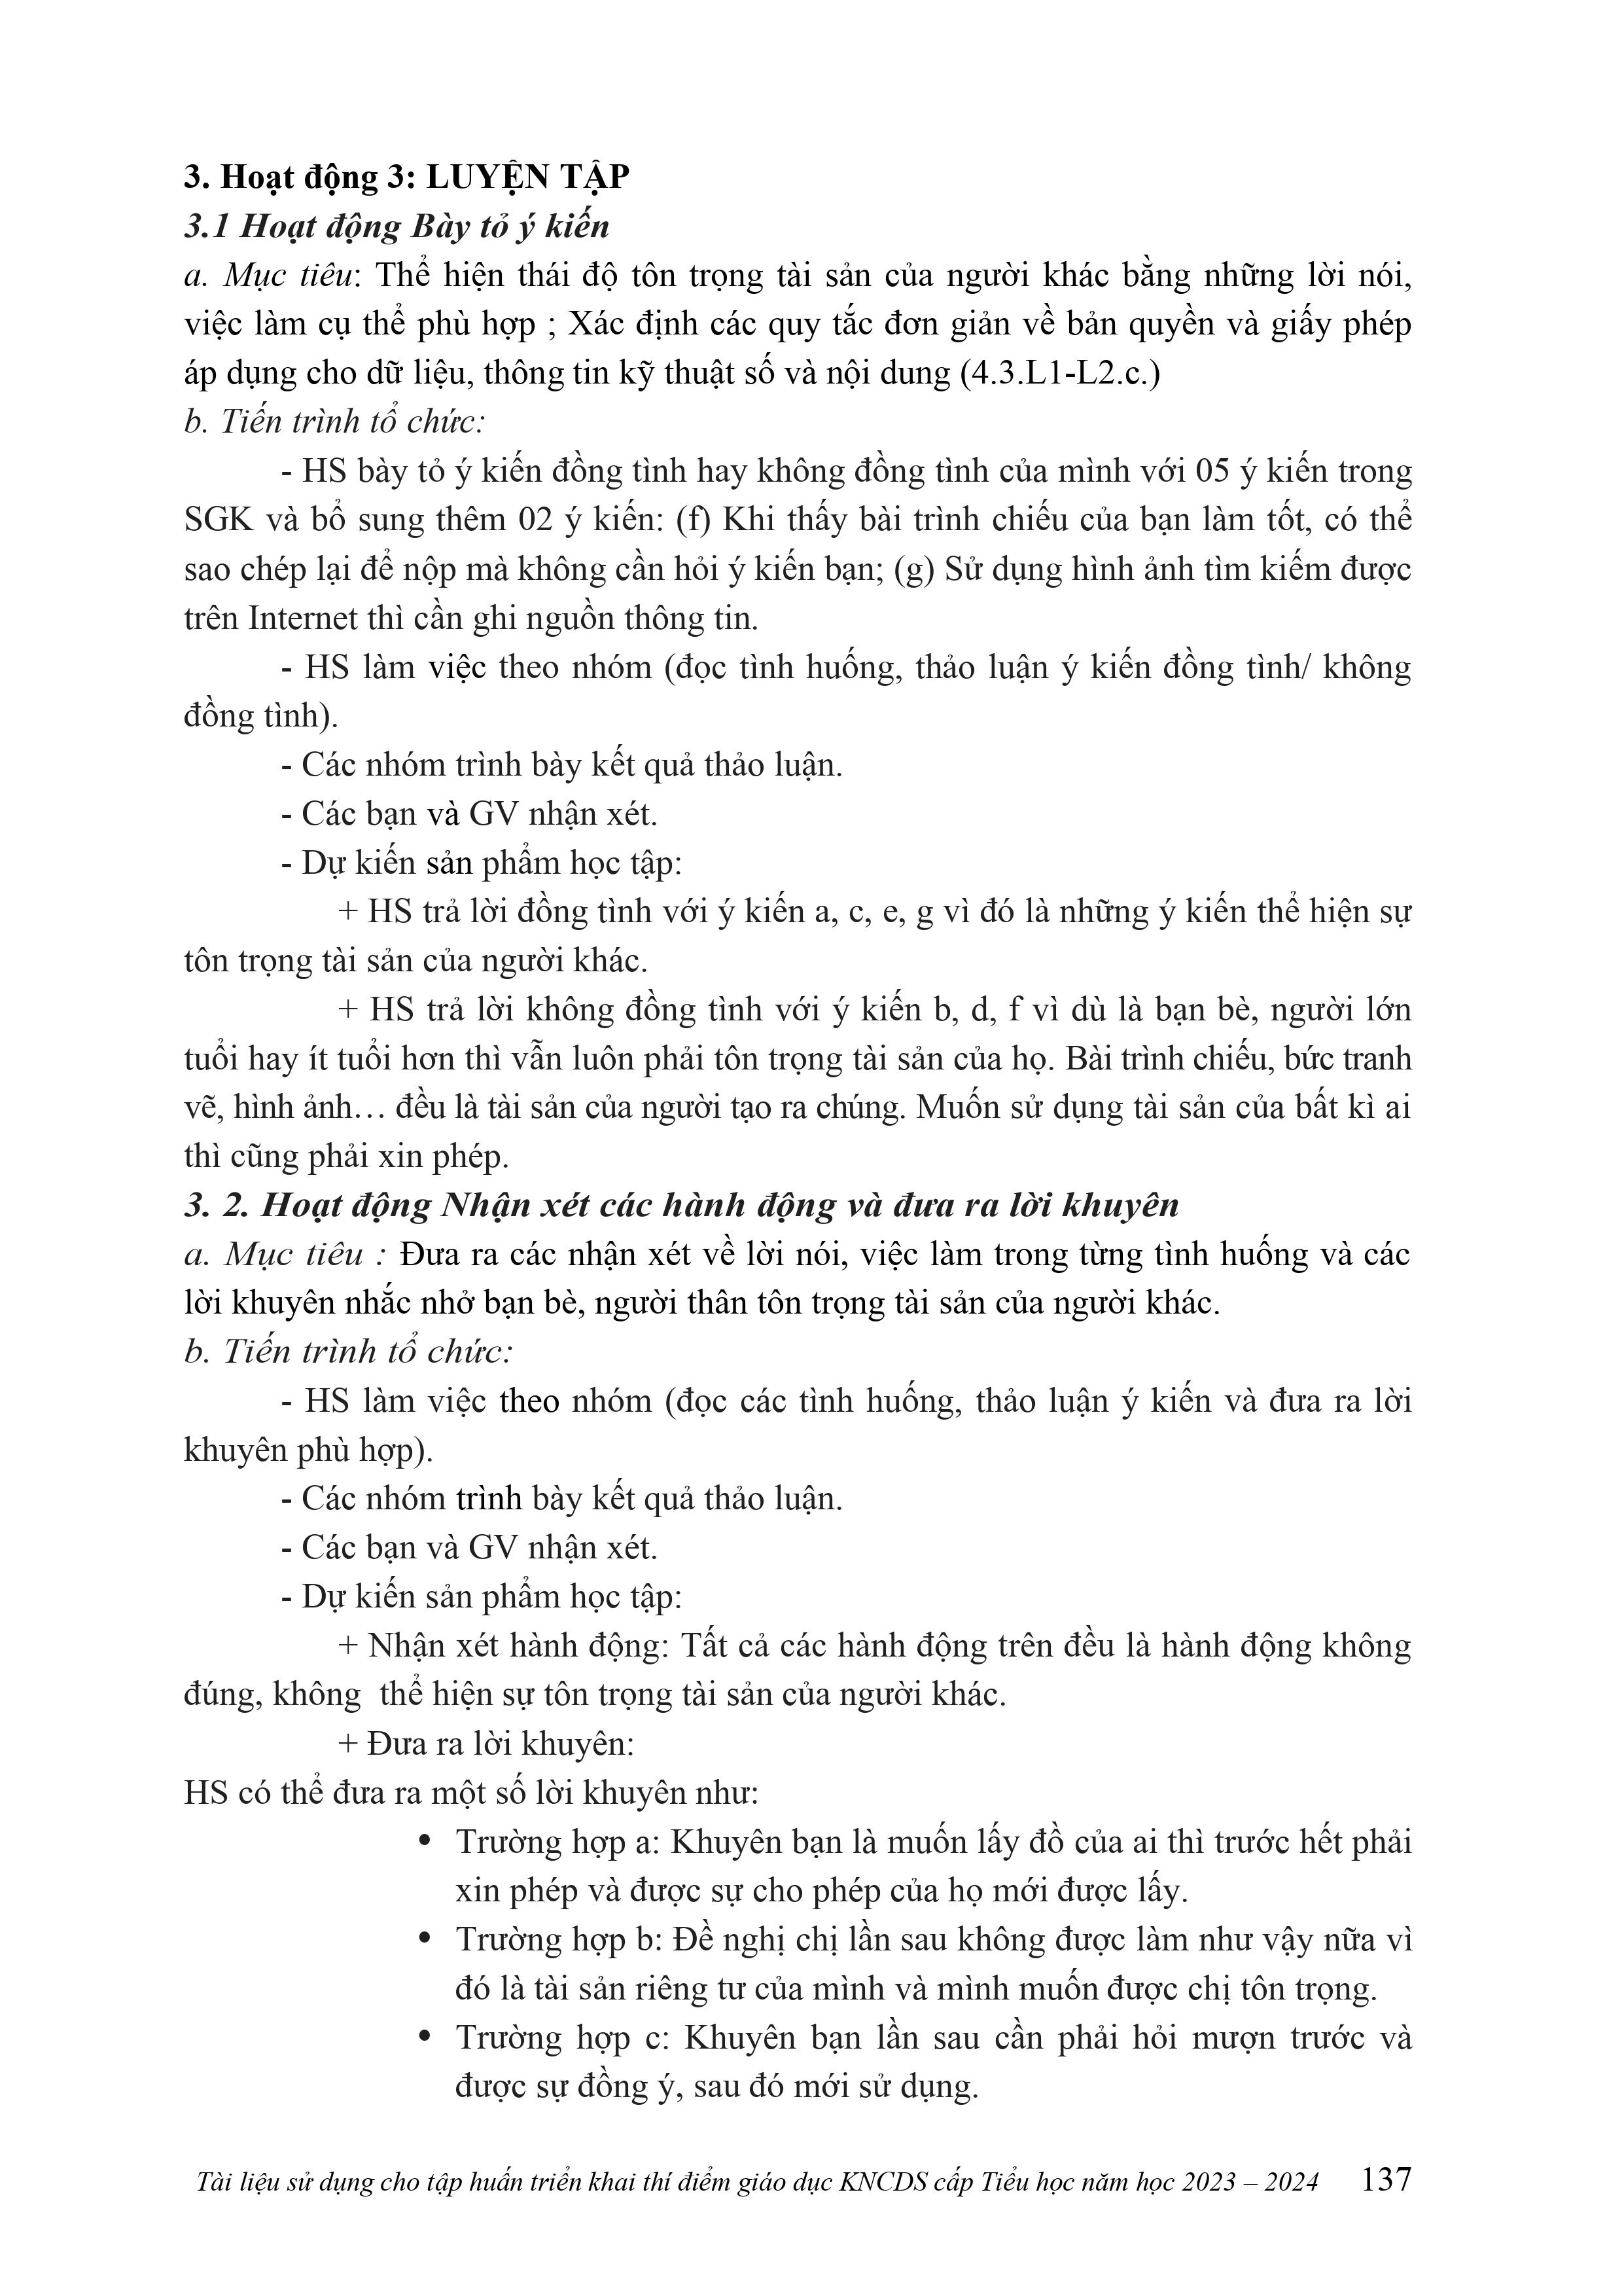 3. Hoạt động 3: LUYỆN TẬP
3.1 Hoạt động Bày tỏ ý kiến
a. Mục tiêu: Thể hiện thái độ tôn trọng tài sản của người khác bằng những lời nói,
việc làm cụ thể phù hợp ; Xác định các quy tắc đơn giản về bản quyền và giấy phép
áp dụng cho dữ liệu, thông tin kỹ thuật số và nội dung (4.3.L1-L2.c.)
b. Tiến trình tổ chức:
- HS bày tỏ ý kiến đồng tình hay không đồng tình của mình với 05 ý kiến trong
SGK và bổ sung thêm 02 ý kiến: (f) Khi thấy bài trình chiếu của bạn làm tốt, có thể
sao chép lại để nộp mà không cần hỏi ý kiến bạn; (g) Sử dụng hình ảnh tìm kiếm được
trên Internet thì cần ghi nguồn thông tin.
- HS làm việc theo nhóm (đọc tình huống, thảo luận ý kiến đồng tình/ không
đồng tình).
- Các nhóm trình bày kết quả thảo luận.
- Các bạn và GV nhận xét.
- Dự kiến sản phẩm học tập:
+ HS trả lời đồng tình với ý kiến a, c, e, g vì đó là những ý kiến thể hiện sự
tôn trọng tài sản của người khác.
+ HS trả lời không đồng tình với ý kiến b, d, f vì dù là bạn bè, người lớn
tuổi hay ít tuổi hơn thì vẫn luôn phải tôn trọng tài sản của họ. Bài trình chiếu, bức tranh
vẽ, hình ảnh… đều là tài sản của người tạo ra chúng. Muốn sử dụng tài sản của bất kì ai
thì cũng phải xin phép.
3. 2. Hoạt động Nhận xét các hành động và đưa ra lời khuyên
a. Mục tiêu : Đưa ra các nhận xét về lời nói, việc làm trong từng tình huống và các
lời khuyên nhắc nhở bạn bè, người thân tôn trọng tài sản của người khác.
b. Tiến trình tổ chức:
- HS làm việc theo nhóm (đọc các tình huống, thảo luận ý kiến và đưa ra lời
khuyên phù hợp).
- Các nhóm trình bày kết quả thảo luận.
- Các bạn và GV nhận xét.
- Dự kiến sản phẩm học tập:
+ Nhận xét hành động: Tất cả các hành động trên đều là hành động không
đúng, không  thể hiện sự tôn trọng tài sản của người khác.
+ Đưa ra lời khuyên:
HS có thể đưa ra một số lời khuyên như:
• Trường hợp a: Khuyên bạn là muốn lấy đồ của ai thì trước hết phải
xin phép và được sự cho phép của họ mới được lấy.
• Trường hợp b: Đề nghị chị lần sau không được làm như vậy nữa vì
đó là tài sản riêng tư của mình và mình muốn được chị tôn trọng.
• Trường hợp c: Khuyên bạn lần sau cần phải hỏi mượn trước và
được sự đồng ý, sau đó mới sử dụng.
Tài liệu sử dụng cho tập huấn triển khai thí điểm giáo dục KNCDS cấp Tiểu học năm học 2023 – 2024 137